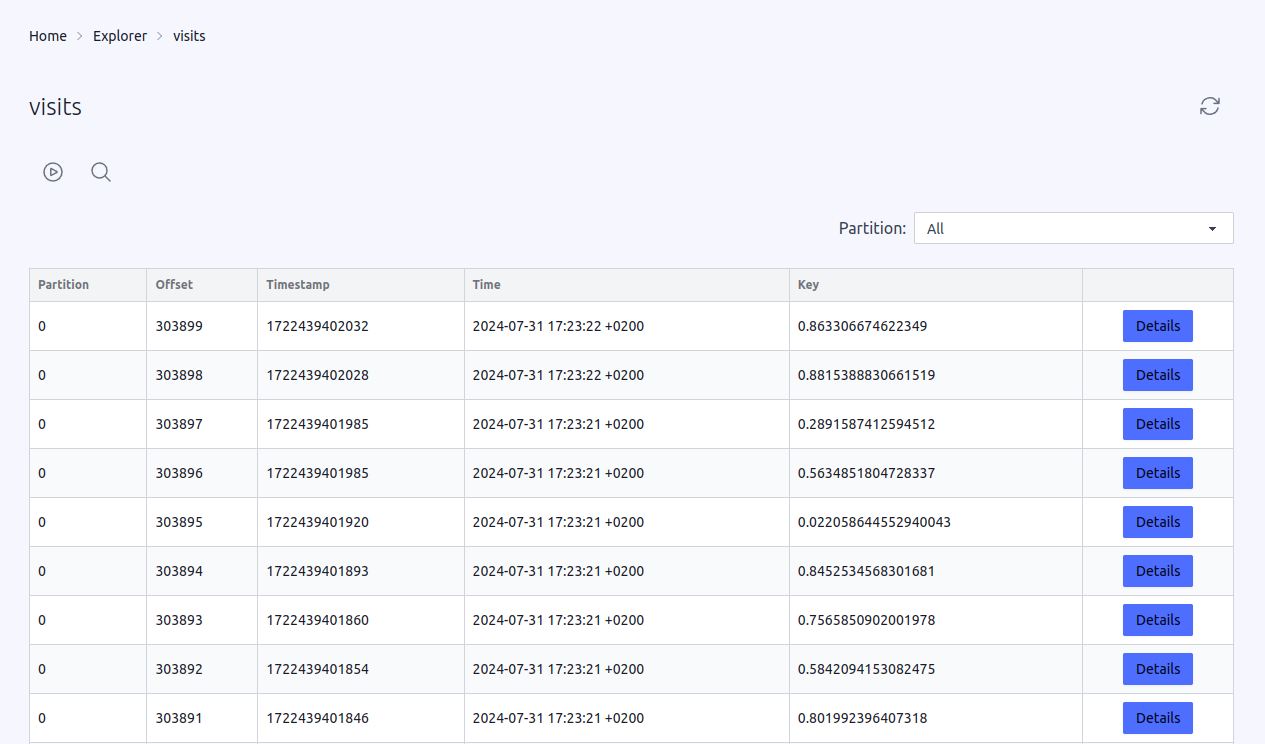 Home > Explorer > visits
visits
Partition: All
Partition Offset Timestamp Time Key
0 303899 1722439402032 2024-07-31 17:23:22 +0200 0.863306674622349 Details
0 303898 1722439402028 2024-07-31 17:23:22 +0200 0.8815388830661519 Details
0 303897 1722439401985 2024-07-31 17:23:21 +0200 0.2891587412594512 Details
0 303896 1722439401985 2024-07-31 17:23:21 +0200 0.5634851804728337 Details
0 303895 1722439401920 2024-07-31 17:23:21 +0200 0.022058644552940043 Details
0 303894 1722439401893 2024-07-31 17:23:21 +0200 0.8452534568301681 Details
0 303893 1722439401860 2024-07-31 17:23:21 +0200 0.7565850902001978 Details
0 303892 1722439401854 2024-07-31 17:23:21 +0200 0.5842094153082475 Details
0 303891 1722439401846 2024-07-31 17:23:21 +0200 0.801992396407318 Details